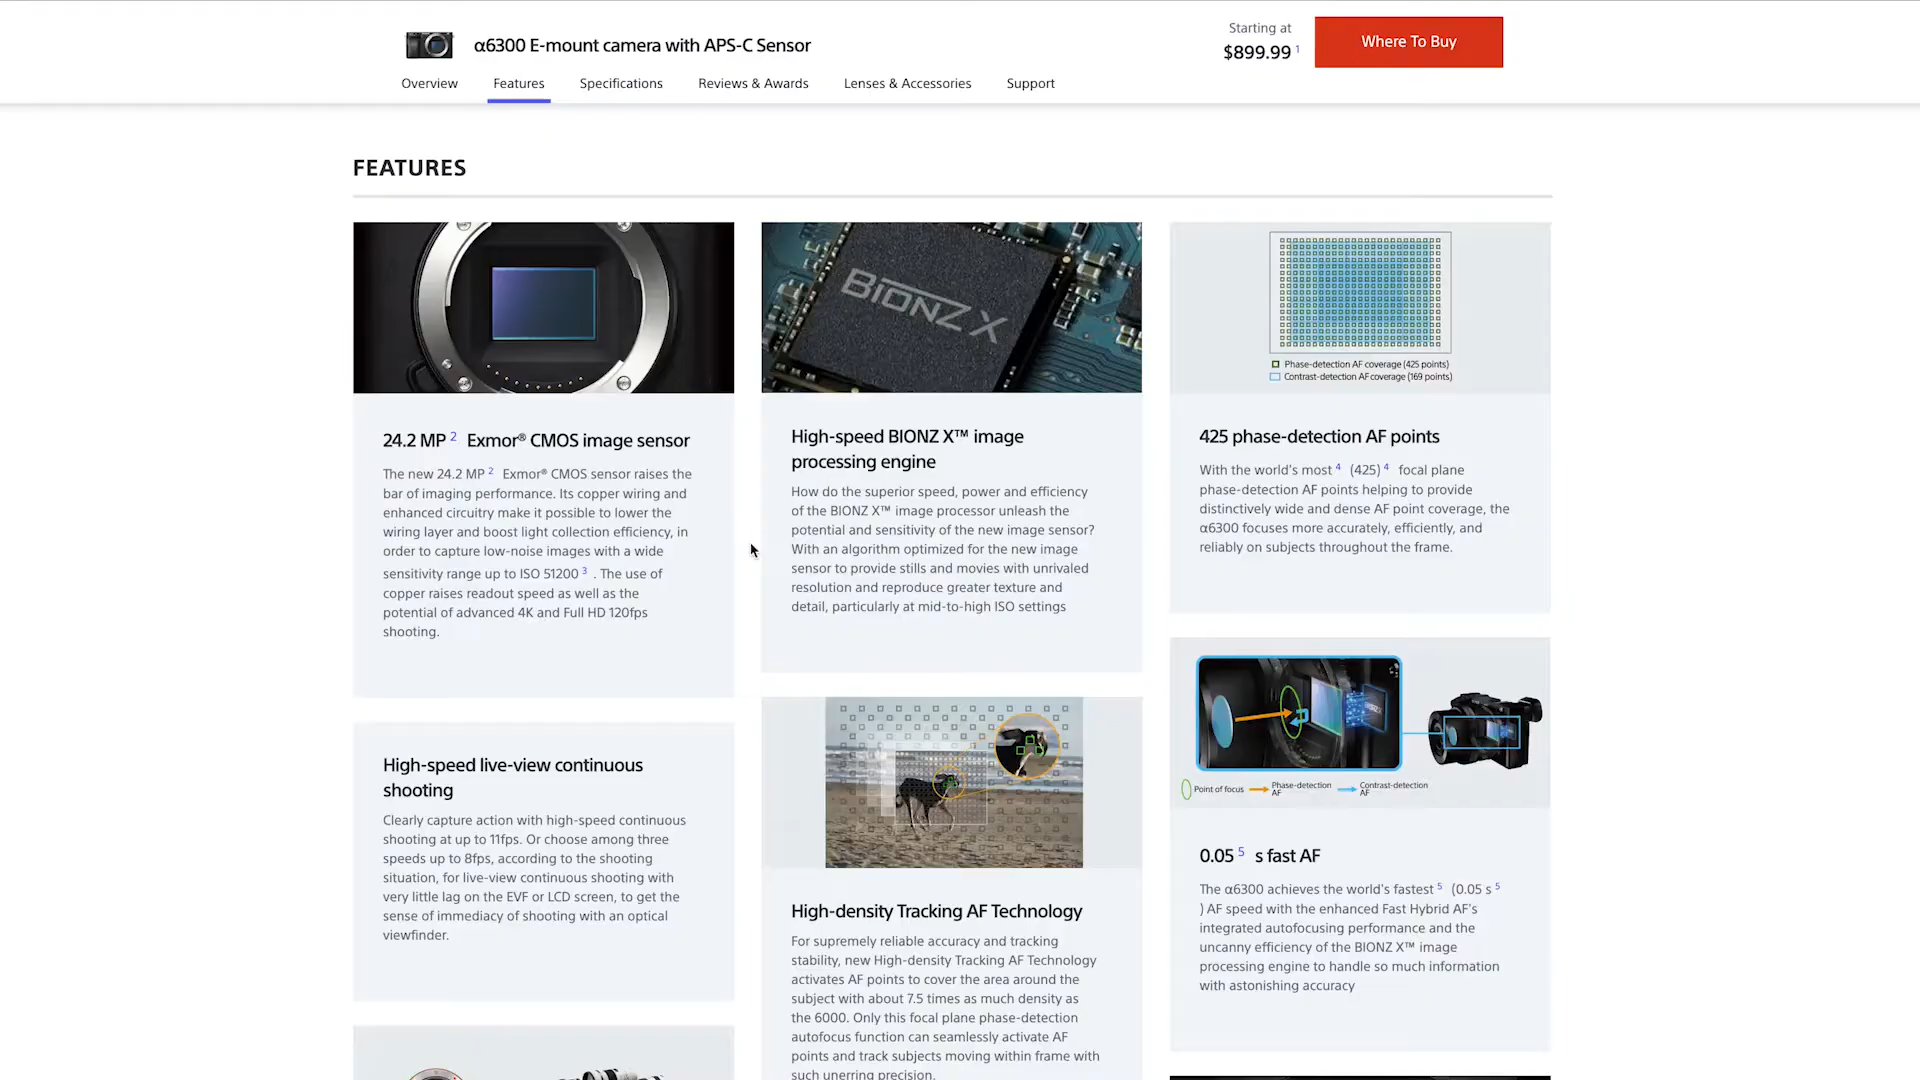 α6300 E-mount camera with APS-C Sensor
Starting at
$899.99 1
Where To Buy
Overview
Features
Specifications
Reviews & Awards
Lenses & Accessories
Support
FEATURES
24.2 MP 2 Exmor® CMOS image sensor
The new 24.2 MP 2 Exmor® CMOS sensor raises the
bar of imaging performance. Its copper wiring and
enhanced circuitry make it possible to lower the
wiring layer and boost light collection efficiency, in
order to capture low-noise images with a wide
sensitivity range up to ISO 51200 3 . The use of
copper raises readout speed as well as the
potential of advanced 4K and Full HD 120fps
shooting.
High-speed live-view continuous
shooting
Clearly capture action with high-speed continuous
shooting at up to 11fps. Or choose among three
speeds up to 8fps, according to the shooting
situation, for live-view continuous shooting with
very little lag on the EVF or LCD screen, to get the
sense of immediacy of shooting with an optical
viewfinder.
BIONZ X
High-speed BIONZ X™ image
processing engine
How do the superior speed, power and efficiency
of the BIONZ X™ image processor unleash the
potential and sensitivity of the new image sensor?
With an algorithm optimized for the new image
sensor to provide stills and movies with unrivaled
resolution and reproduce greater texture and
detail, particularly at mid-to-high ISO settings
High-density Tracking AF Technology
For supremely reliable accuracy and tracking
stability, new High-density Tracking AF Technology
activates AF points to cover the area around the
subject with about 7.5 times as much density as
the 6000. Only this focal plane phase-detection
autofocus function can seamlessly activate AF
points and track subjects moving within frame with
such unerring precision.
Phase-detection AF coverage (425 points)
Contrast-detection AF coverage (169 points)
425 phase-detection AF points
With the world's most 4 (425) 4 focal plane
phase-detection AF points helping to provide
distinctively wide and dense AF point coverage, the
α6300 focuses more accurately, efficiently, and
reliably on subjects throughout the frame.
BIONZ X
Point of focus
Phase-detection
AF
Contrast-detection
AF
0.05 5 s fast AF
The α6300 achieves the world's fastest 5 (0.05 s 5
) AF speed with the enhanced Fast Hybrid AF's
integrated autofocusing performance and the
uncanny efficiency of the BIONZ X™ image
processing engine to handle so much information
with astonishing accuracy